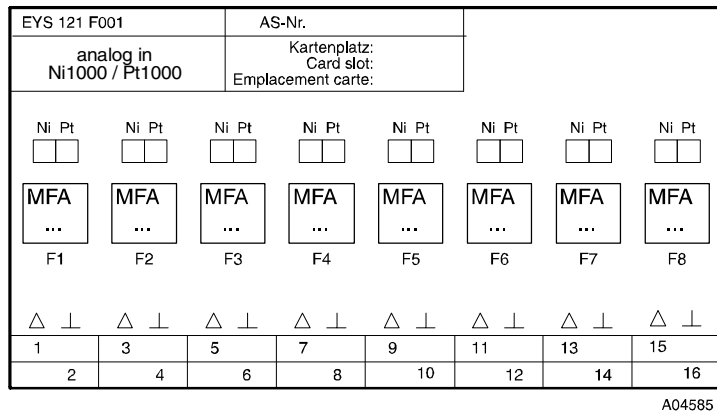 EYS 121 F001 AS-Nr.
analog in
Ni1000 / Pt1000
Kartenplatz:
Card slot:
Emplacement carte:
Ni Pt Ni Pt Ni Pt Ni Pt Ni Pt Ni Pt Ni Pt Ni Pt
MFA MFA MFA MFA MFA MFA MFA MFA
... ... ... ... ... ... ... ...
F1 F2 F3 F4 F5 F6 F7 F8
△ ⊥ △ ⊥ △ ⊥ △ ⊥ △ ⊥ △ ⊥ △ ⊥ △ ⊥
1 3 5 7 9 11 13 15
2 4 6 8 10 12 14 16
A04585